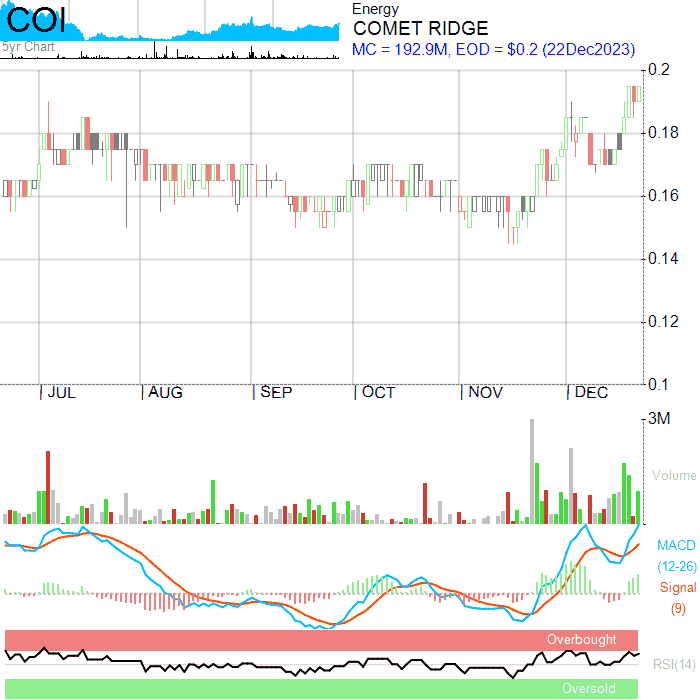 COI
5yr Chart
Energy
COMET RIDGE
MC = 192.9M, EOD = $0.2 (22Dec2023)
0.2
0.18
0.16
0.14
0.12
0.1
JUL AUG SEP OCT NOV DEC
3M
Volume
MACD
(12-26)
Signal
(9)
Overbought
RSI(14)
Oversold